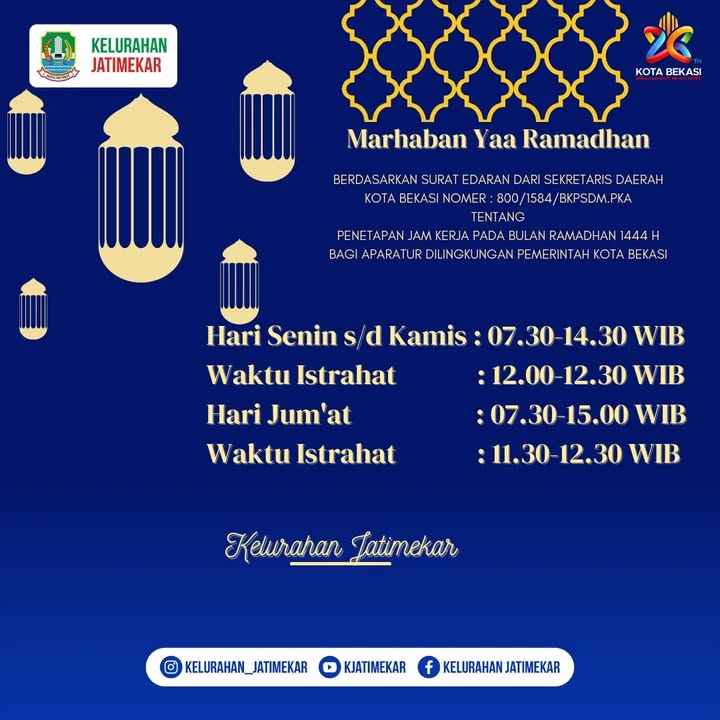 KELURAHAN
JATIMEKAR
26TH
KOTA BEKASI
Marhaban Yaa Ramadhan
BERDASARKAN SURAT EDARAN DARI SEKRETARIS DAERAH
KOTA BEKASI NOMER : 800/1584/BKPSDM.PKA
TENTANG
PENETAPAN JAM KERJA PADA BULAN RAMADHAN 1444 H
BAGI APARATUR DILINGKUNGAN PEMERINTAH KOTA BEKASI
Hari Senin s/d Kamis : 07.30-14.30 WIB
Waktu Istrahat : 12.00-12.30 WIB
Hari Jum'at : 07.30-15.00 WIB
Waktu Istrahat : 11.30-12.30 WIB
Kelurahan Jatimekar
KELURAHAN_JATIMEKAR KJATIMEKAR KELURAHAN JATIMEKAR